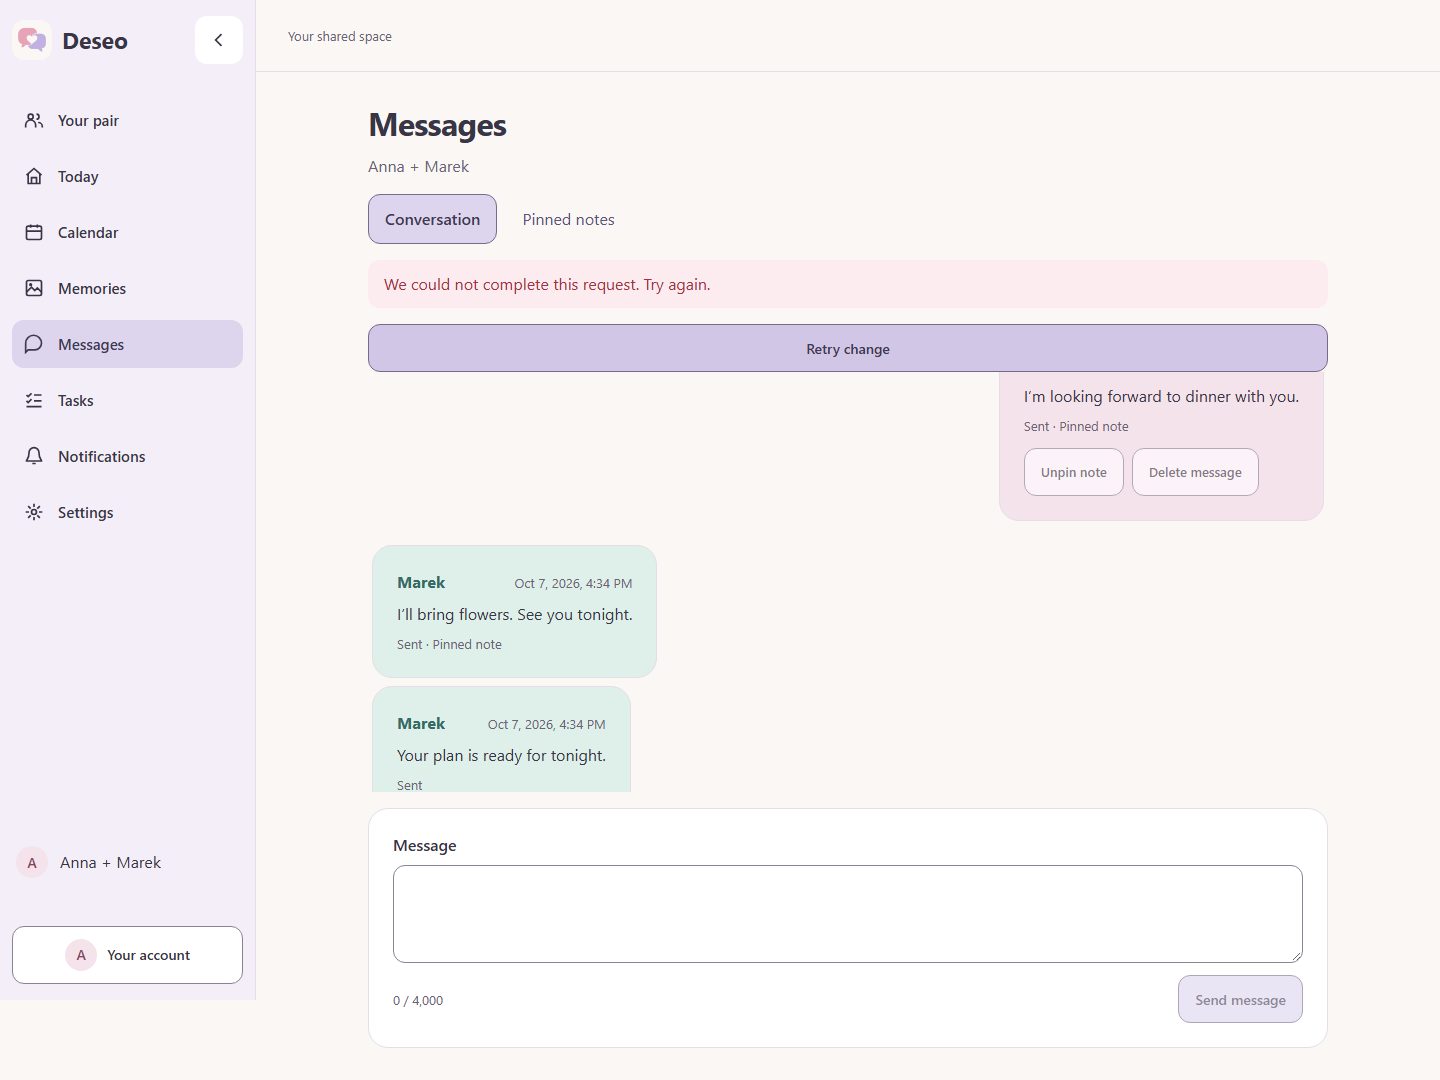 Deseo
Your pair
Today
Calendar
Memories
Messages
Tasks
Notifications
Settings
A Anna + Marek
A Your account
Your shared space
Messages
Anna + Marek
Conversation Pinned notes
We could not complete this request. Try again.
Retry change
I’m looking forward to dinner with you.
Sent · Pinned note
Unpin note Delete message
Marek Oct 7, 2026, 4:34 PM
I’ll bring flowers. See you tonight.
Sent · Pinned note
Marek Oct 7, 2026, 4:34 PM
Your plan is ready for tonight.
Sent
Message
0 / 4,000 Send message